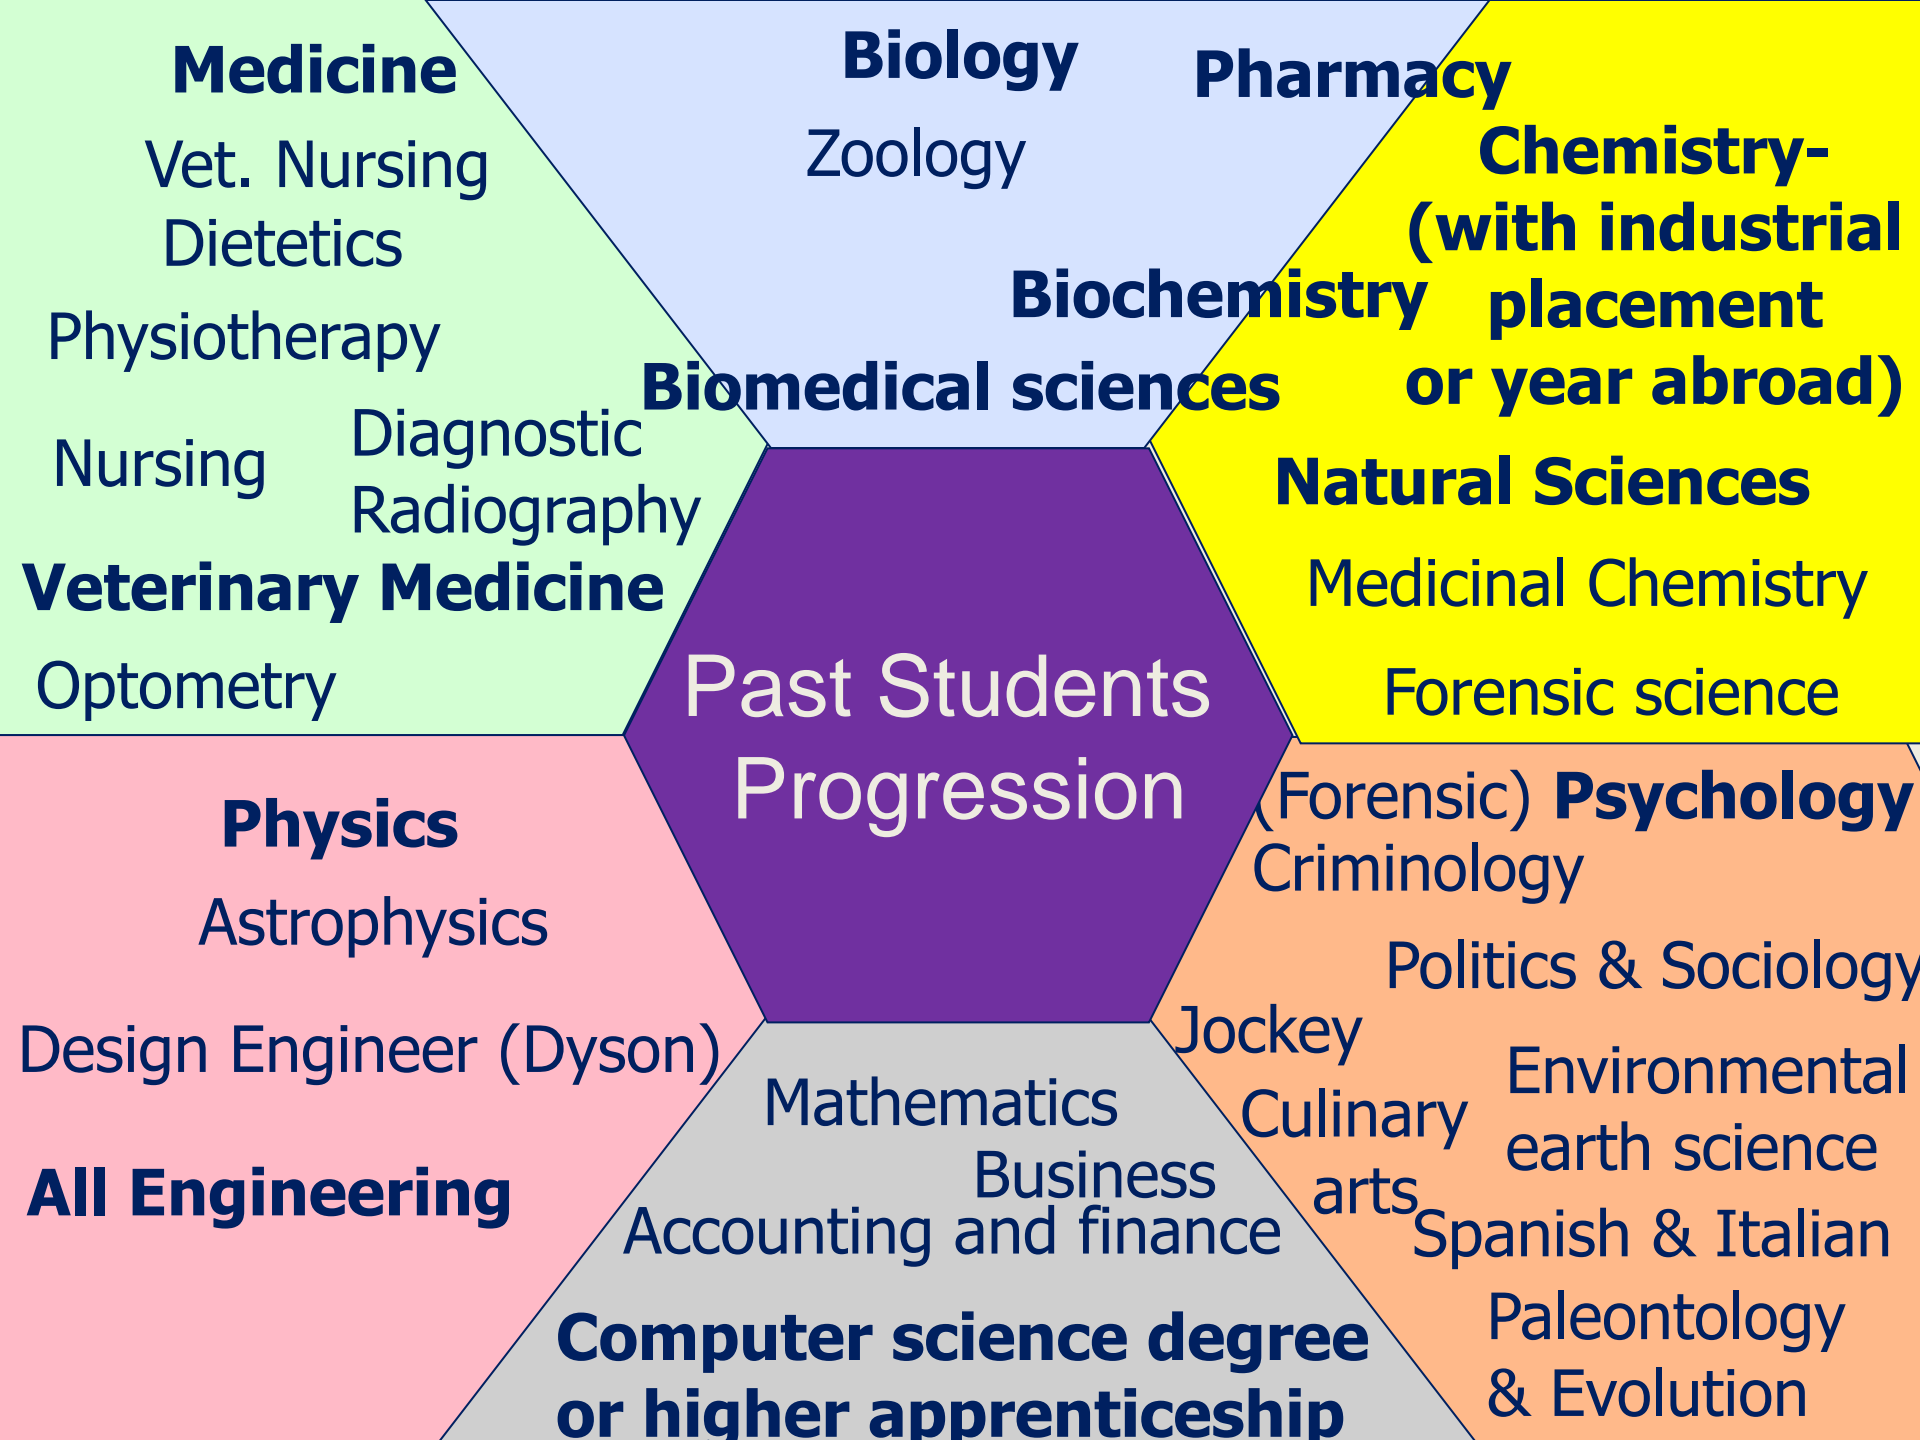 Medicine
Vet. Nursing
Dietetics
Physiotherapy
Nursing
Diagnostic
Radiography
Veterinary Medicine
Optometry
Biology
Zoology
Pharmacy
Biochemistry
Biomedical sciences
Chemistry-
(with industrial
placement
or year abroad)
Natural Sciences
Medicinal Chemistry
Forensic science
Past Students
Progression
Physics
Astrophysics
Design Engineer (Dyson)
All Engineering
Mathematics
Business
Accounting and finance
Computer science degree
or higher apprenticeship
(Forensic) Psychology
Criminology
Politics & Sociology
Jockey
Culinary
arts
Environmental
earth science
Spanish & Italian
Paleontology
& Evolution